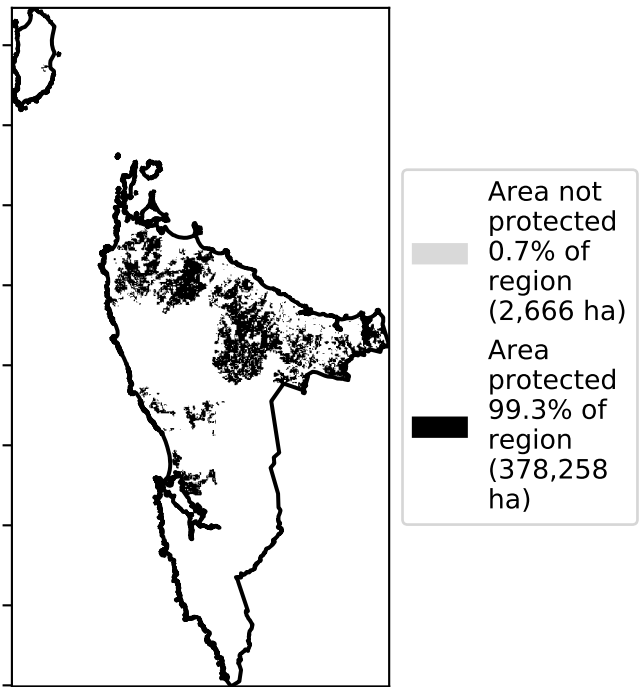 Area not
protected
0.7% of
region
(2,666 ha)
Area
protected
99.3% of
region
(378,258
ha)